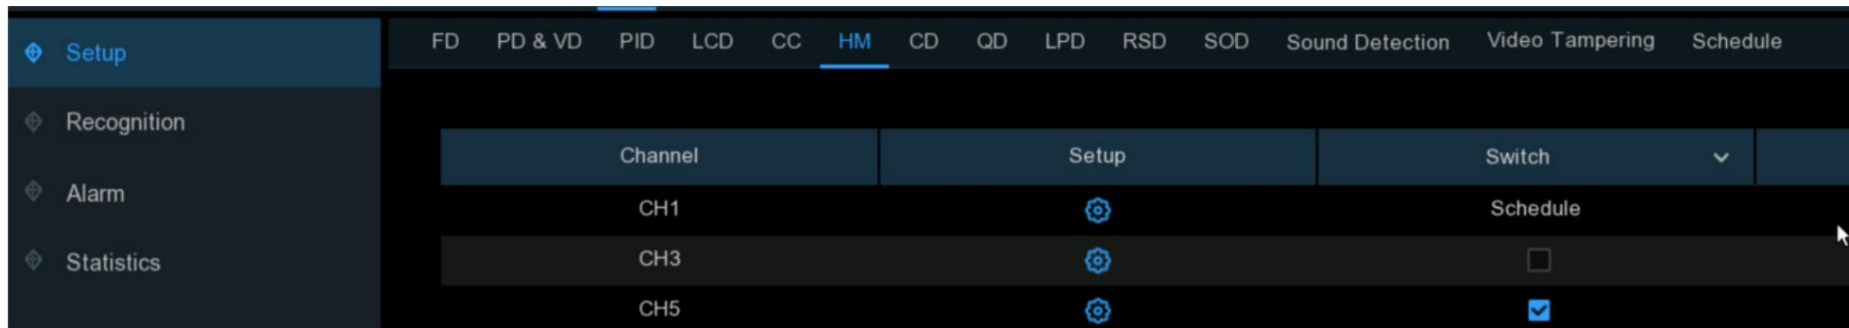 Setup
Recognition
Alarm
Statistics
FD PD & VD PID LCD CC HM CD QD LPD RSD SOD Sound Detection Video Tampering Schedule
Channel Setup Switch
CH1 Schedule
CH3
CH5